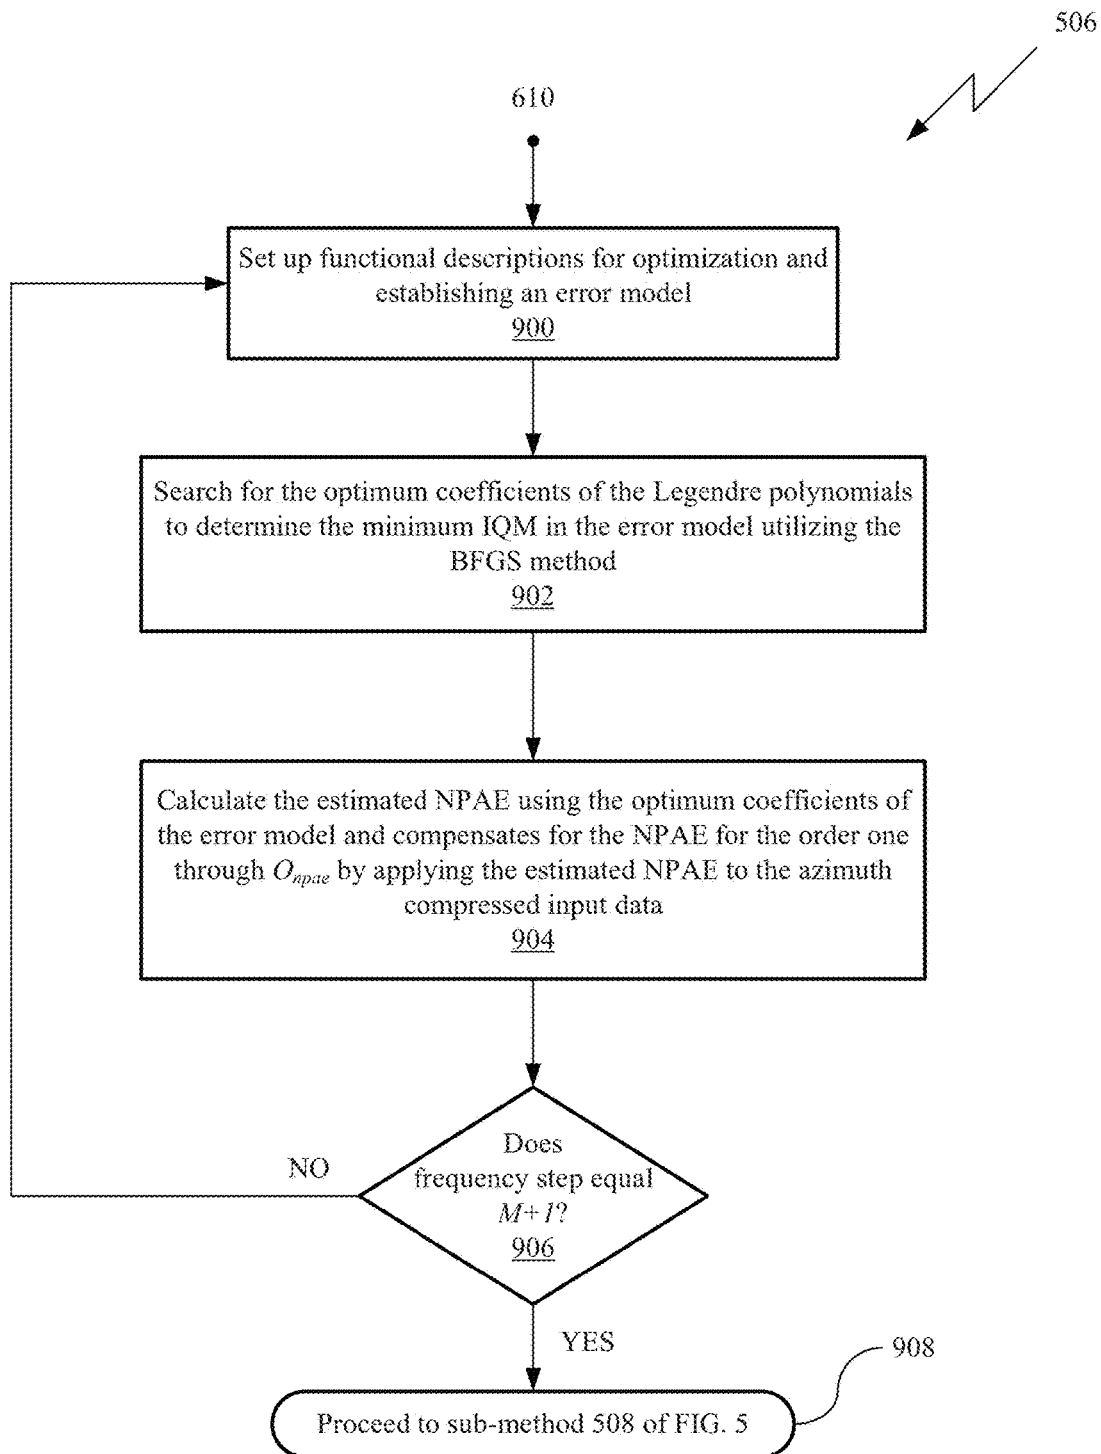 506
610
Set up functional descriptions for optimization and
establishing an error model
900
Search for the optimum coefficients of the Legendre polynomials
to determine the minimum IQM in the error model utilizing the
BFGS method
902
Calculate the estimated NPAE using the optimum coefficients of
the error model and compensates for the NPAE for the order one
through Onpae by applying the estimated NPAE to the azimuth
compressed input data
904
Does
frequency step equal
M+1?
906
NO
YES
908
Proceed to sub-method 508 of FIG. 5